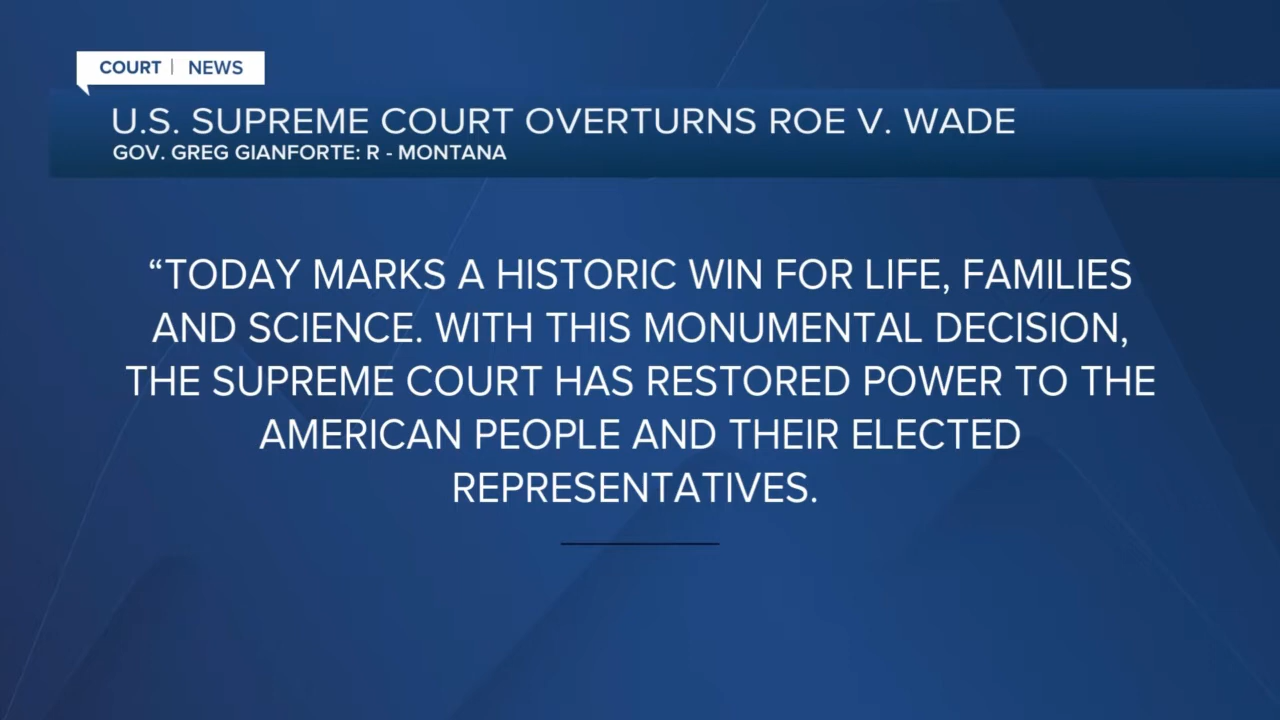 COURT | NEWS
U.S. SUPREME COURT OVERTURNS ROE V. WADE
GOV. GREG GIANFORTE: R - MONTANA
“TODAY MARKS A HISTORIC WIN FOR LIFE, FAMILIES
AND SCIENCE. WITH THIS MONUMENTAL DECISION,
THE SUPREME COURT HAS RESTORED POWER TO THE
AMERICAN PEOPLE AND THEIR ELECTED
REPRESENTATIVES.